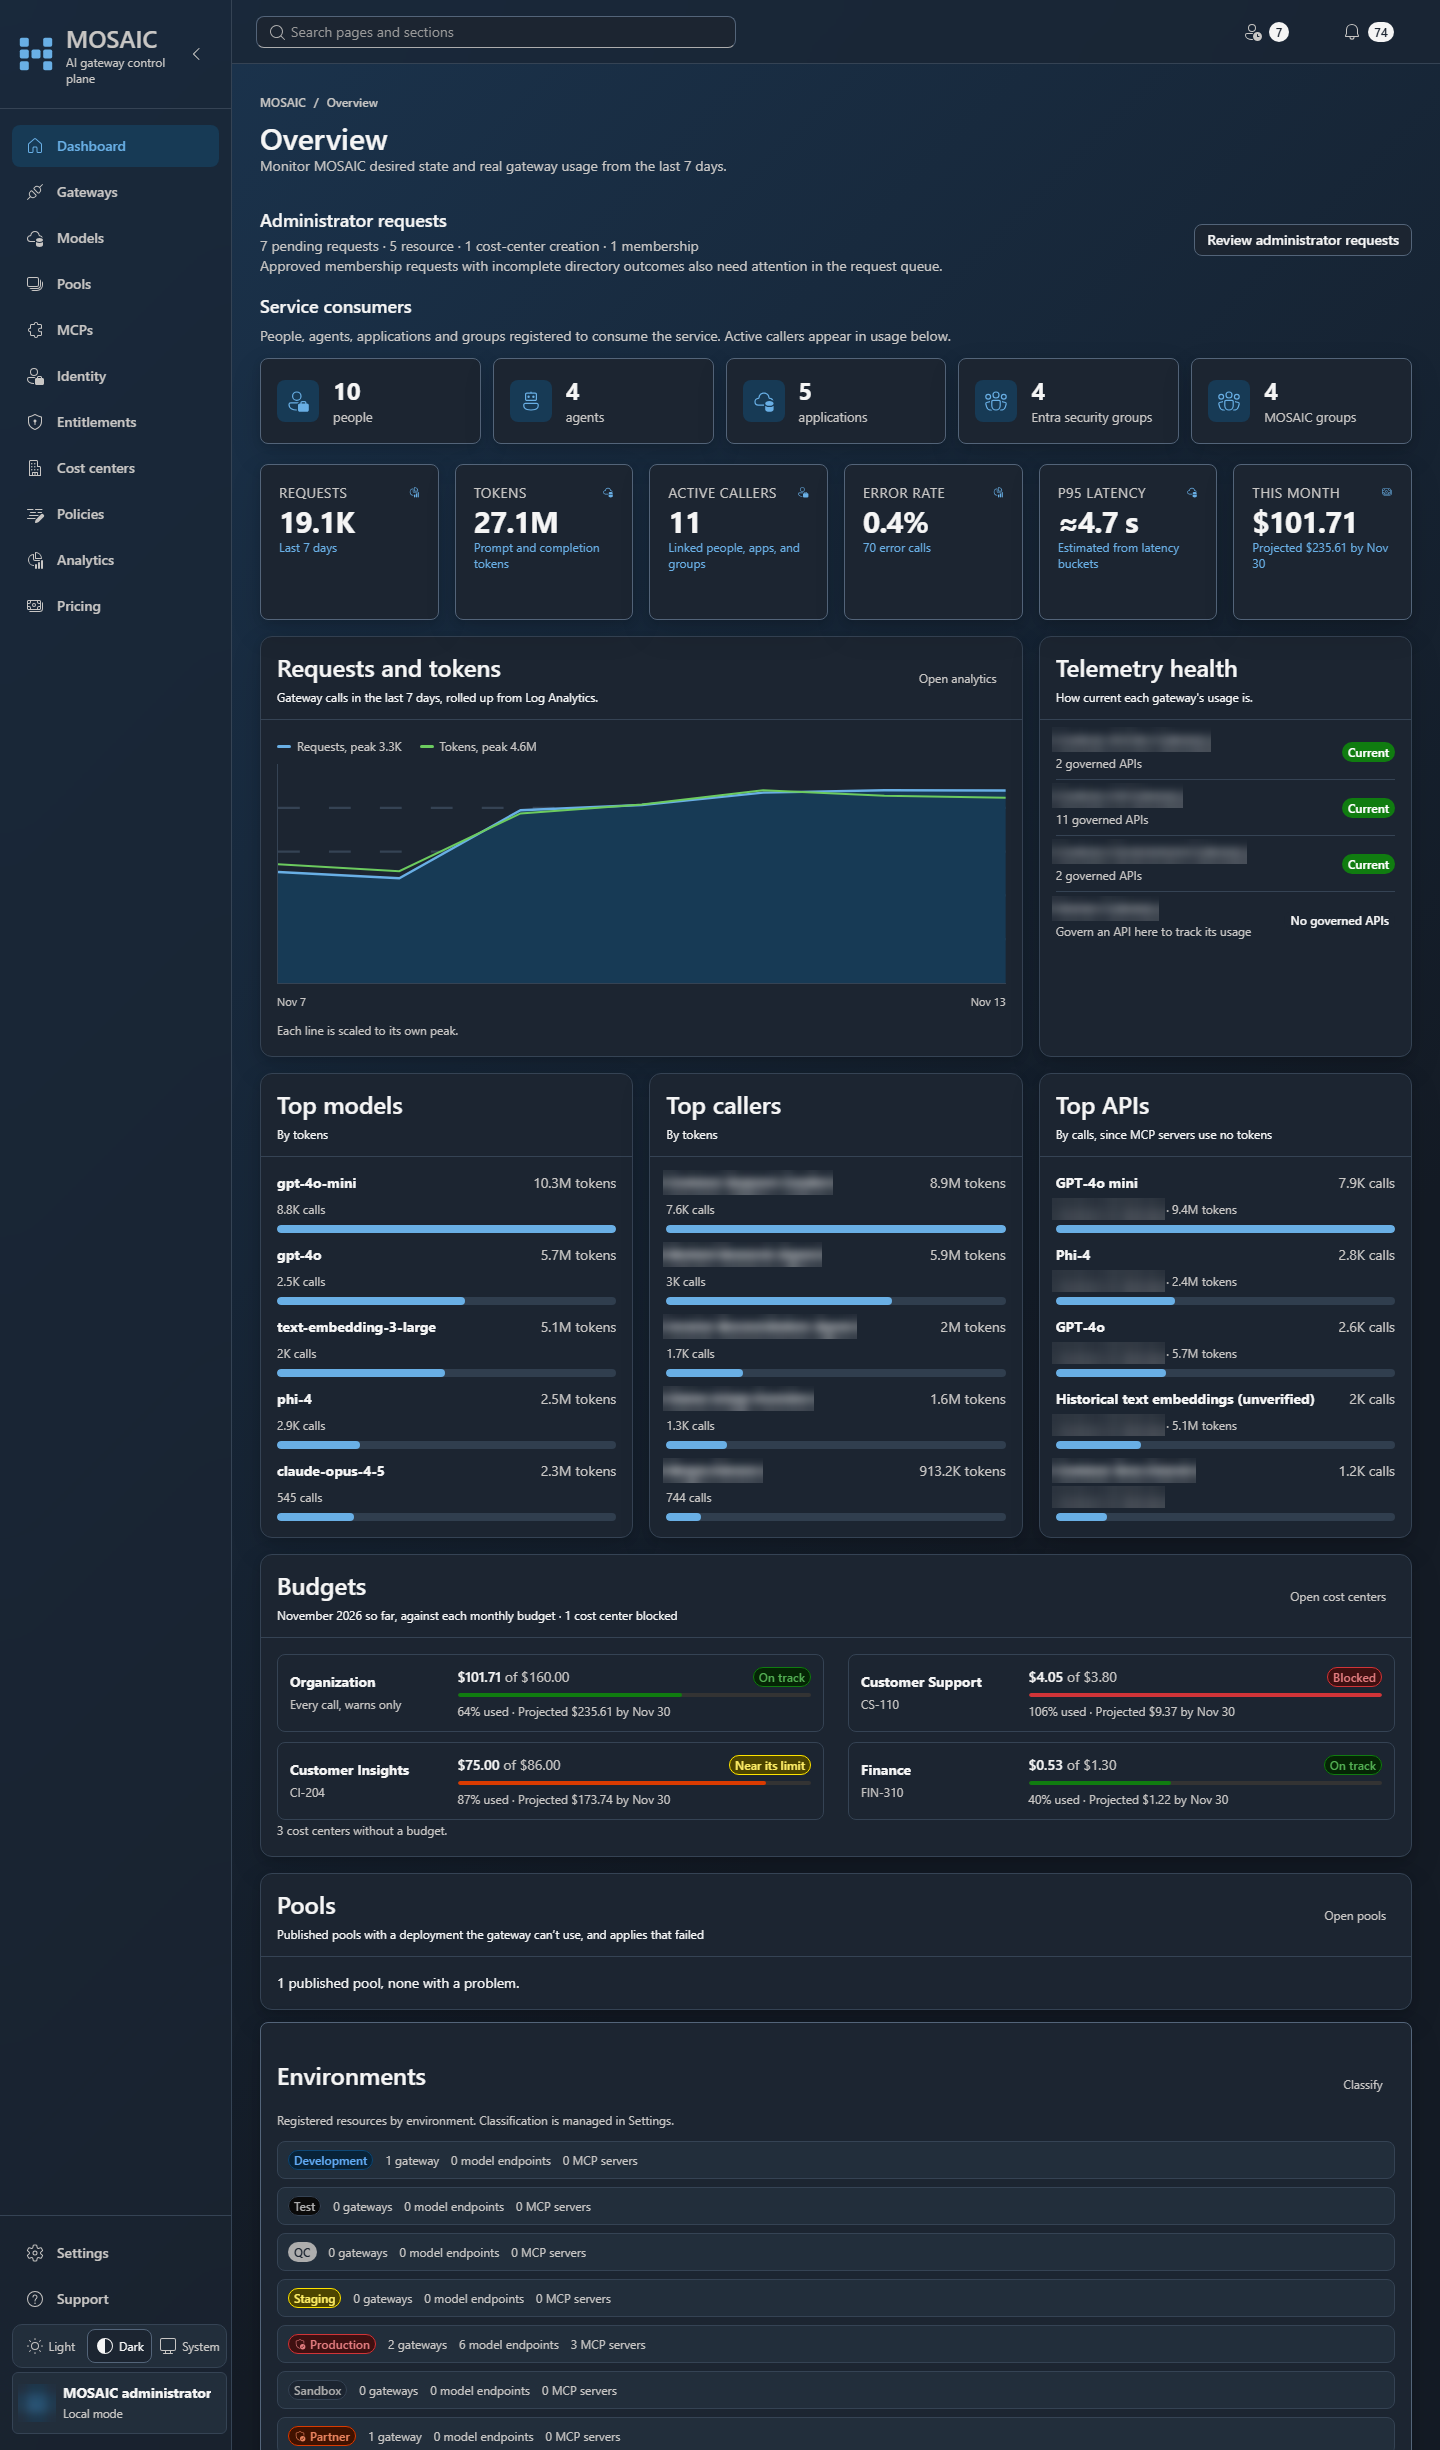 MOSAIC
AI gateway control
plane
Search pages and sections
7
74
Dashboard
Gateways
Models
Pools
MCPs
Identity
Entitlements
Cost centers
Policies
Analytics
Pricing
Settings
Support
Light
Dark
System
MOSAIC administrator
Local mode
MOSAIC / Overview
Overview
Monitor MOSAIC desired state and real gateway usage from the last 7 days.
Administrator requests
7 pending requests · 5 resource · 1 cost-center creation · 1 membership
Approved membership requests with incomplete directory outcomes also need attention in the request queue.
Review administrator requests
Service consumers
People, agents, applications and groups registered to consume the service. Active callers appear in usage below.
10
people
4
agents
5
applications
4
Entra security groups
4
MOSAIC groups
REQUESTS
19.1K
Last 7 days
TOKENS
27.1M
Prompt and completion
tokens
ACTIVE CALLERS
11
Linked people, apps, and
groups
ERROR RATE
0.4%
70 error calls
P95 LATENCY
≈4.7 s
Estimated from latency
buckets
THIS MONTH
$101.71
Projected $235.61 by Nov
30
Requests and tokens
Gateway calls in the last 7 days, rolled up from Log Analytics.
Open analytics
Requests, peak 3.3K
Tokens, peak 4.6M
Nov 7
Nov 13
Each line is scaled to its own peak.
Telemetry health
How current each gateway's usage is.
2 governed APIs
Current
11 governed APIs
Current
2 governed APIs
Current
Govern an API here to track its usage
No governed APIs
Top models
By tokens
gpt-4o-mini 10.3M tokens
8.8K calls
gpt-4o 5.7M tokens
2.5K calls
text-embedding-3-large 5.1M tokens
2K calls
phi-4 2.5M tokens
2.9K calls
claude-opus-4-5 2.3M tokens
545 calls
Top callers
By tokens
8.9M tokens
7.6K calls
5.9M tokens
3K calls
2M tokens
1.7K calls
1.6M tokens
1.3K calls
913.2K tokens
744 calls
Top APIs
By calls, since MCP servers use no tokens
GPT-4o mini 7.9K calls
· 9.4M tokens
Phi-4 2.8K calls
· 2.4M tokens
GPT-4o 2.6K calls
· 5.7M tokens
Historical text embeddings (unverified) 2K calls
· 5.1M tokens
1.2K calls
Budgets
November 2026 so far, against each monthly budget · 1 cost center blocked
Open cost centers
Organization
Every call, warns only
$101.71 of $160.00
On track
64% used · Projected $235.61 by Nov 30
Customer Support
CS-110
$4.05 of $3.80
Blocked
106% used · Projected $9.37 by Nov 30
Customer Insights
CI-204
$75.00 of $86.00
Near its limit
87% used · Projected $173.74 by Nov 30
Finance
FIN-310
$0.53 of $1.30
On track
40% used · Projected $1.22 by Nov 30
3 cost centers without a budget.
Pools
Published pools with a deployment the gateway can't use, and applies that failed
Open pools
1 published pool, none with a problem.
Environments
Classify
Registered resources by environment. Classification is managed in Settings.
Development 1 gateway 0 model endpoints 0 MCP servers
Test 0 gateways 0 model endpoints 0 MCP servers
QC 0 gateways 0 model endpoints 0 MCP servers
Staging 0 gateways 0 model endpoints 0 MCP servers
Production 2 gateways 6 model endpoints 3 MCP servers
Sandbox 0 gateways 0 model endpoints 0 MCP servers
Partner 1 gateway 0 model endpoints 0 MCP servers